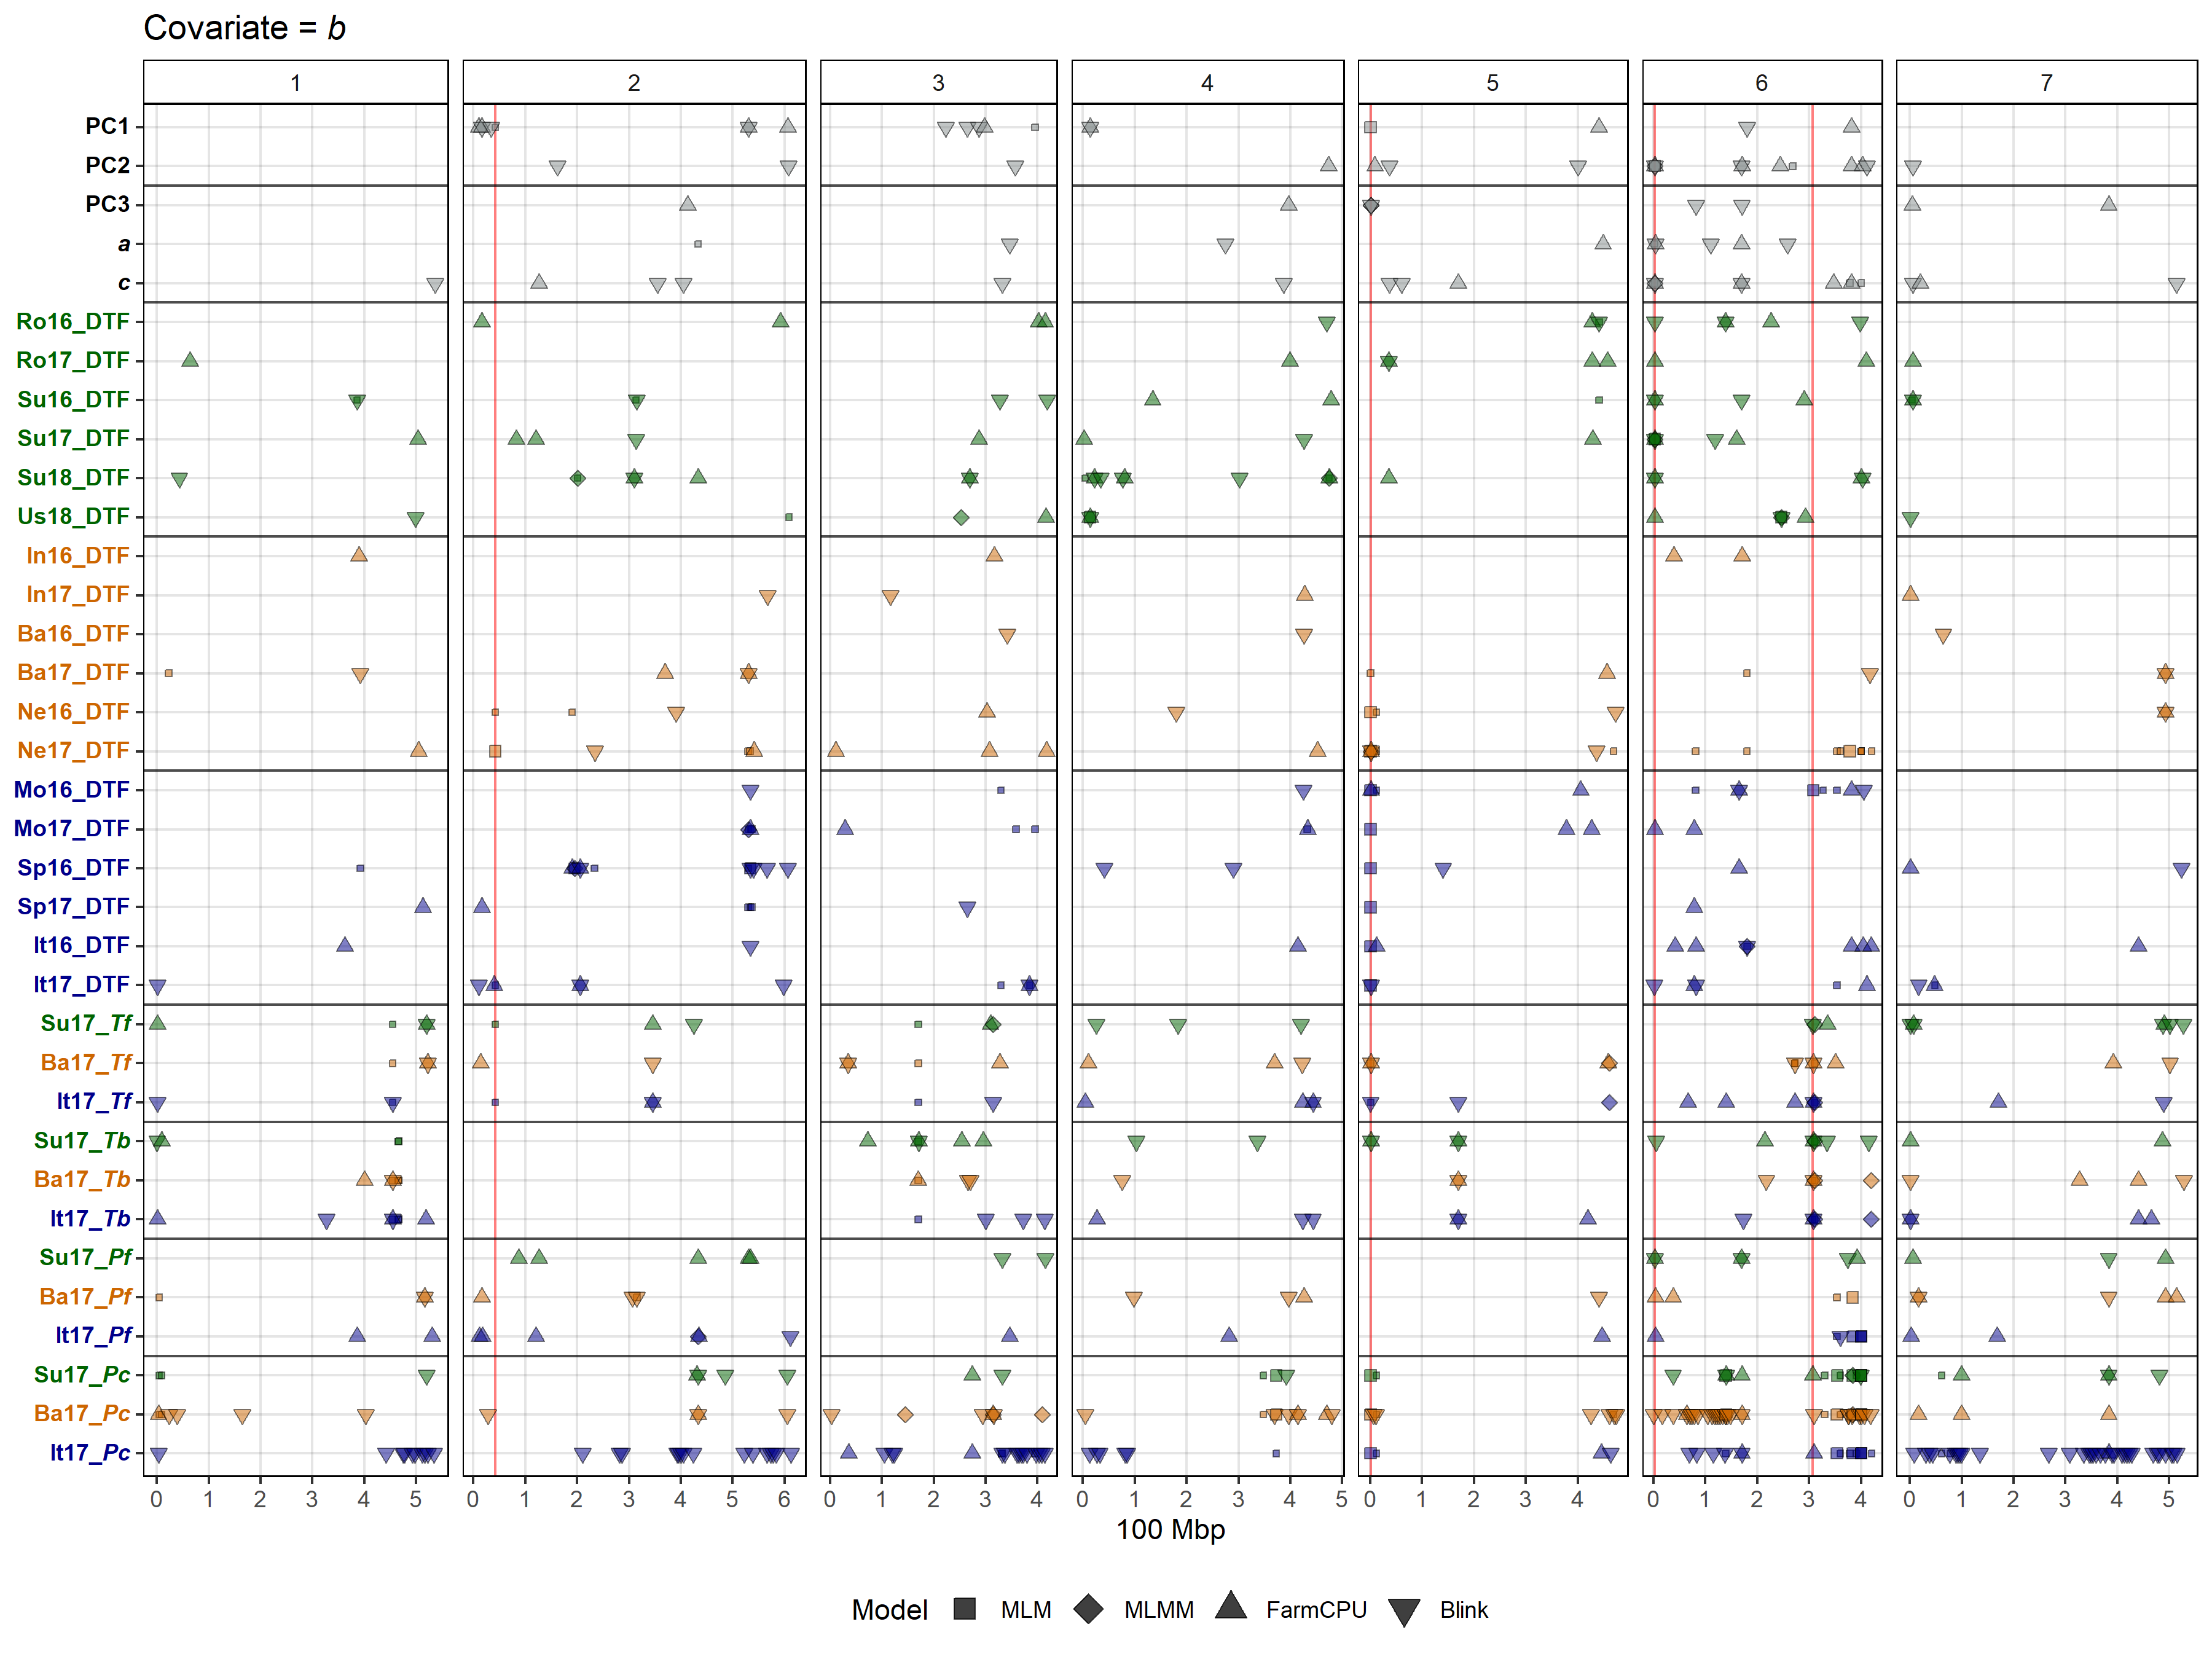 Covariate = b
1 2 3 4 5 6 7
PC1
PC2
PC3
a
c
Ro16_DTF
Ro17_DTF
Su16_DTF
Su17_DTF
Su18_DTF
Us18_DTF
In16_DTF
In17_DTF
Ba16_DTF
Ba17_DTF
Ne16_DTF
Ne17_DTF
Mo16_DTF
Mo17_DTF
Sp16_DTF
Sp17_DTF
It16_DTF
It17_DTF
Su17_Tf
Ba17_Tf
It17_Tf
Su17_Tb
Ba17_Tb
It17_Tb
Su17_Pf
Ba17_Pf
It17_Pf
Su17_Pc
Ba17_Pc
It17_Pc
0 1 2 3 4 5 0 1 2 3 4 5 6 0 1 2 3 4 0 1 2 3 4 5 0 1 2 3 4 0 1 2 3 4 0 1 2 3 4 5
100 Mbp
Model MLM MLMM FarmCPU Blink